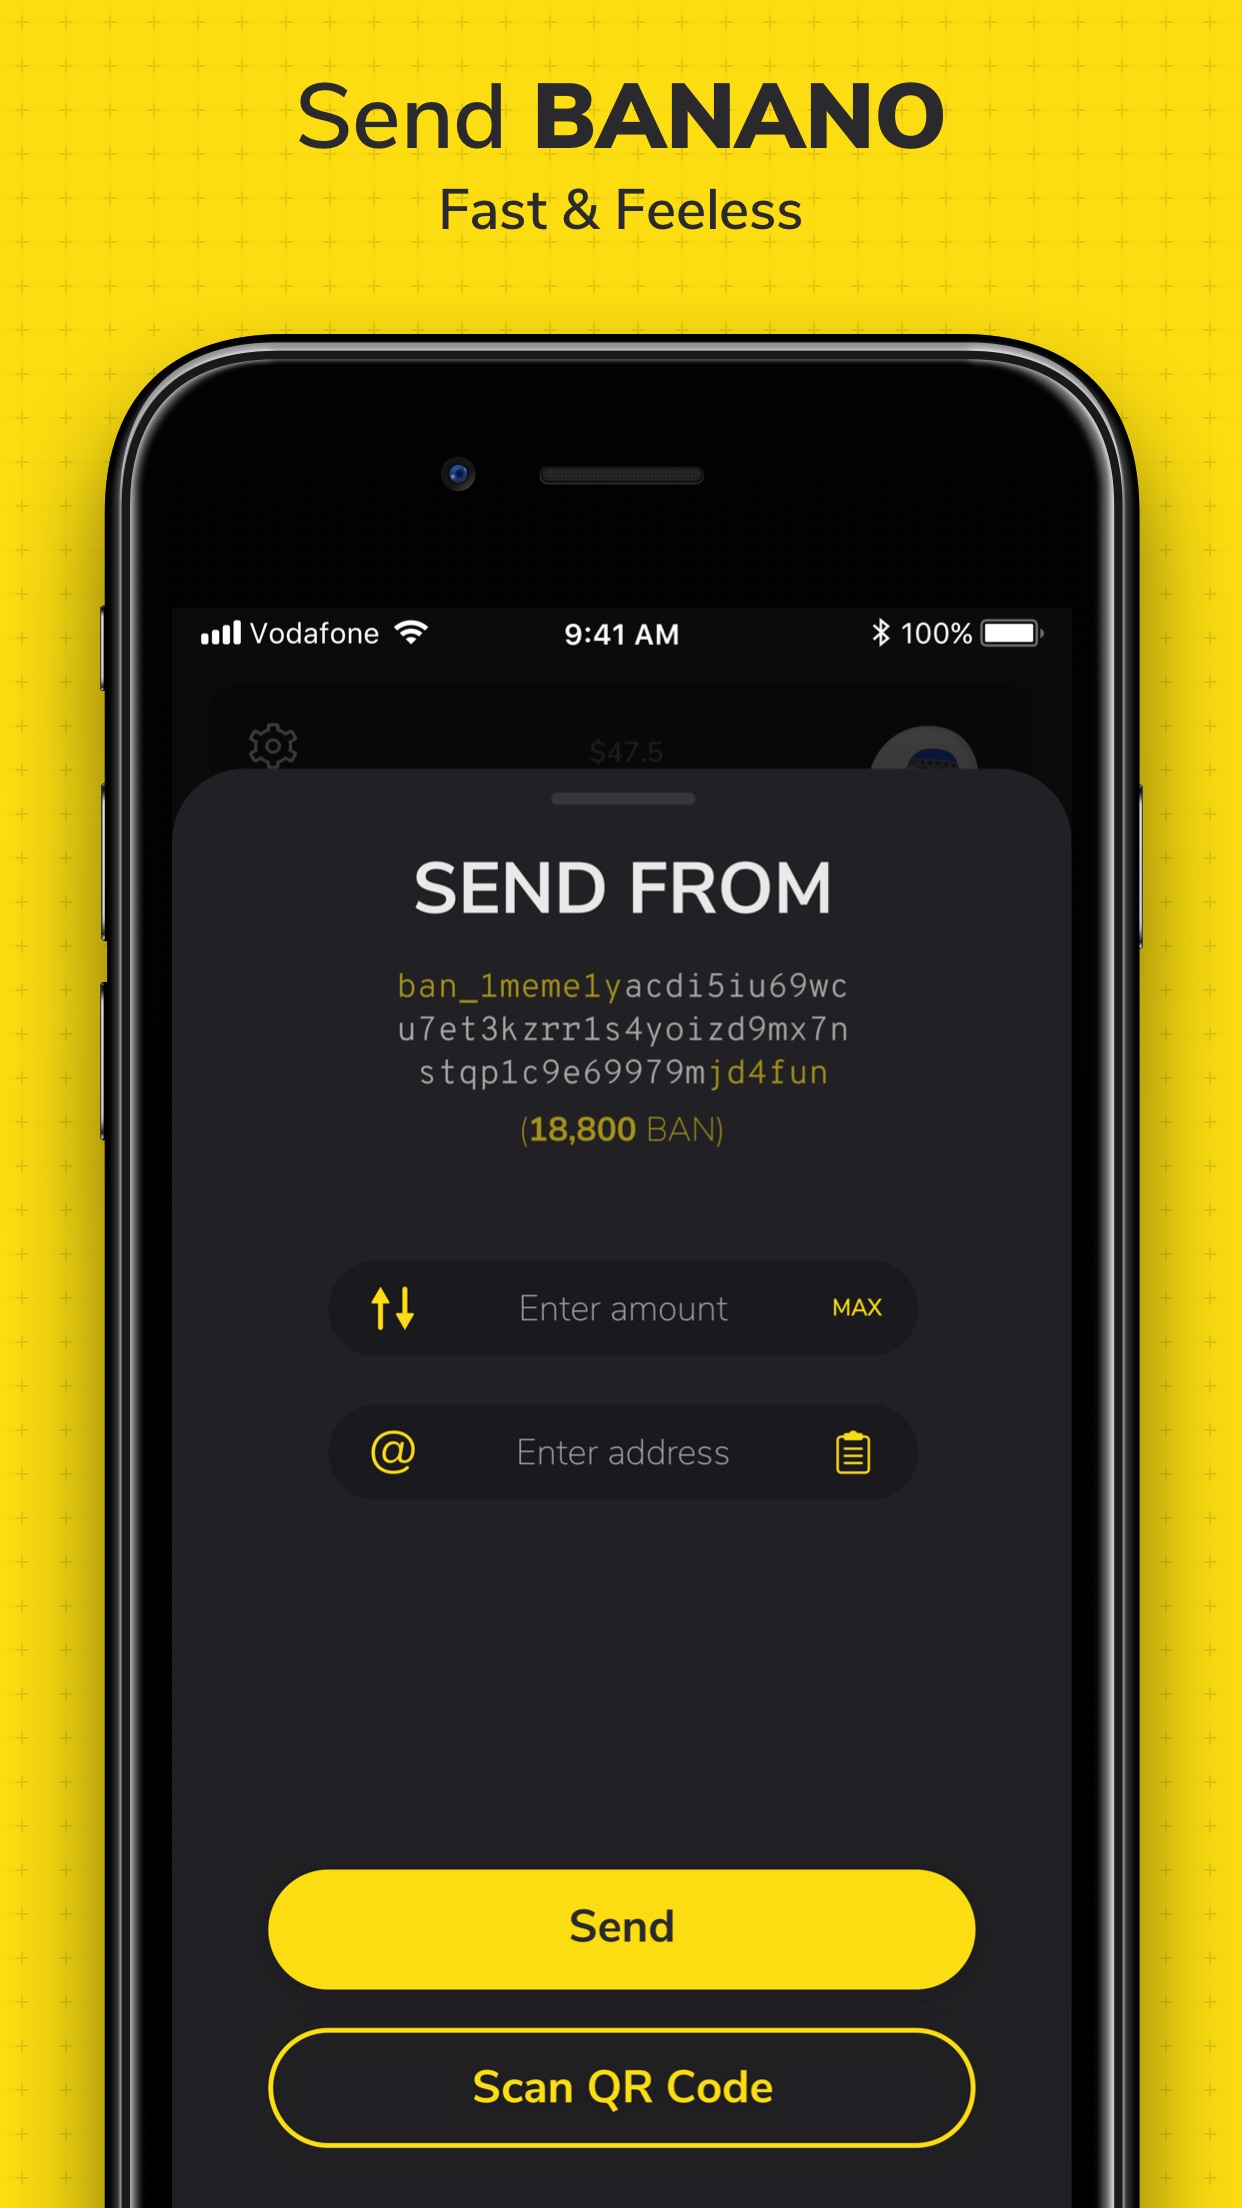 Send BANANO
Fast & Feeless
Vodafone 9:41 AM 100%
$47.5
SEND FROM
ban_1meme1yacdi5iu69wc
u7et3kzrr1s4yoizd9mx7n
stqp1c9e69979mjd4fun
(18,800 BAN)
Enter amount MAX
@ Enter address
Send
Scan QR Code